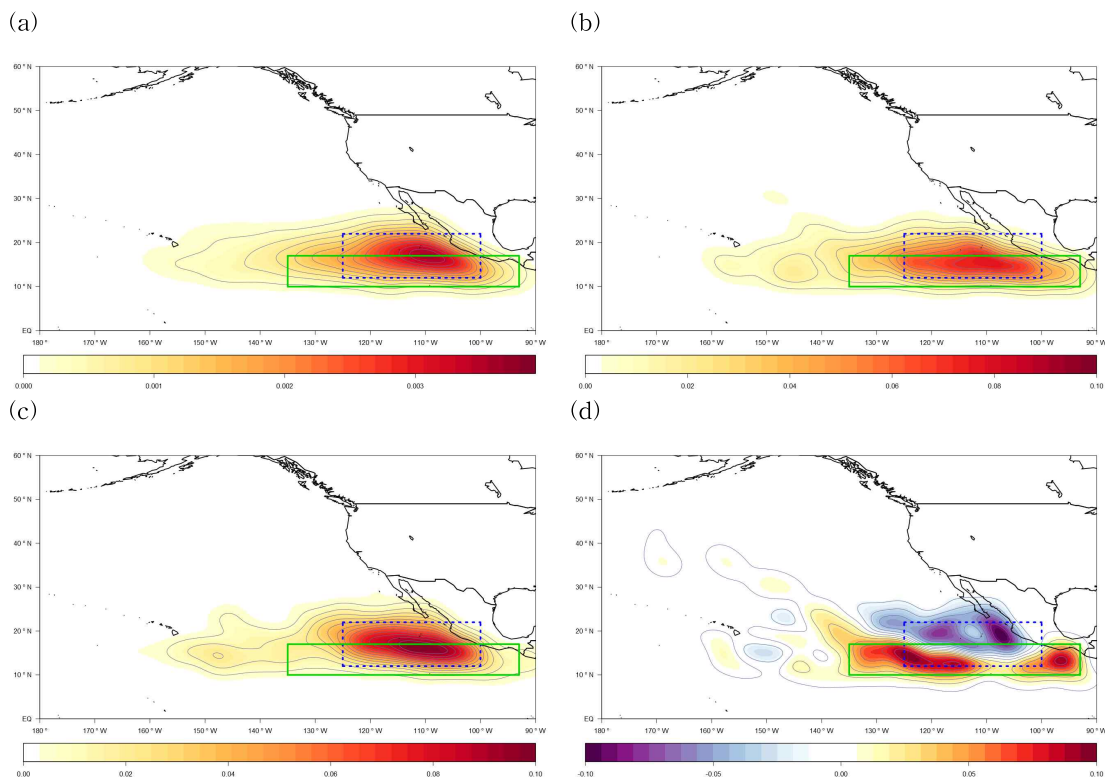 (a)
(b)
60°N
50°N
40°N
30°N
20°N
10°N
EQ
180°
170°W
160°W
150°W
140°W
130°W
120°W
110°W
100°W
90°W
0.000
0.001
0.002
0.003
60°N
50°N
40°N
30°N
20°N
10°N
EQ
180°
170°W
160°W
150°W
140°W
130°W
120°W
110°W
100°W
90°W
0.00
0.02
0.04
0.06
0.08
0.10
(c)
(d)
60°N
50°N
40°N
30°N
20°N
10°N
EQ
180°
170°W
160°W
150°W
140°W
130°W
120°W
110°W
100°W
90°W
0.00
0.02
0.04
0.06
0.08
0.10
60°N
50°N
40°N
30°N
20°N
10°N
EQ
180°
170°W
160°W
150°W
140°W
130°W
120°W
110°W
100°W
90°W
-0.10
-0.05
0.00
0.05
0.10